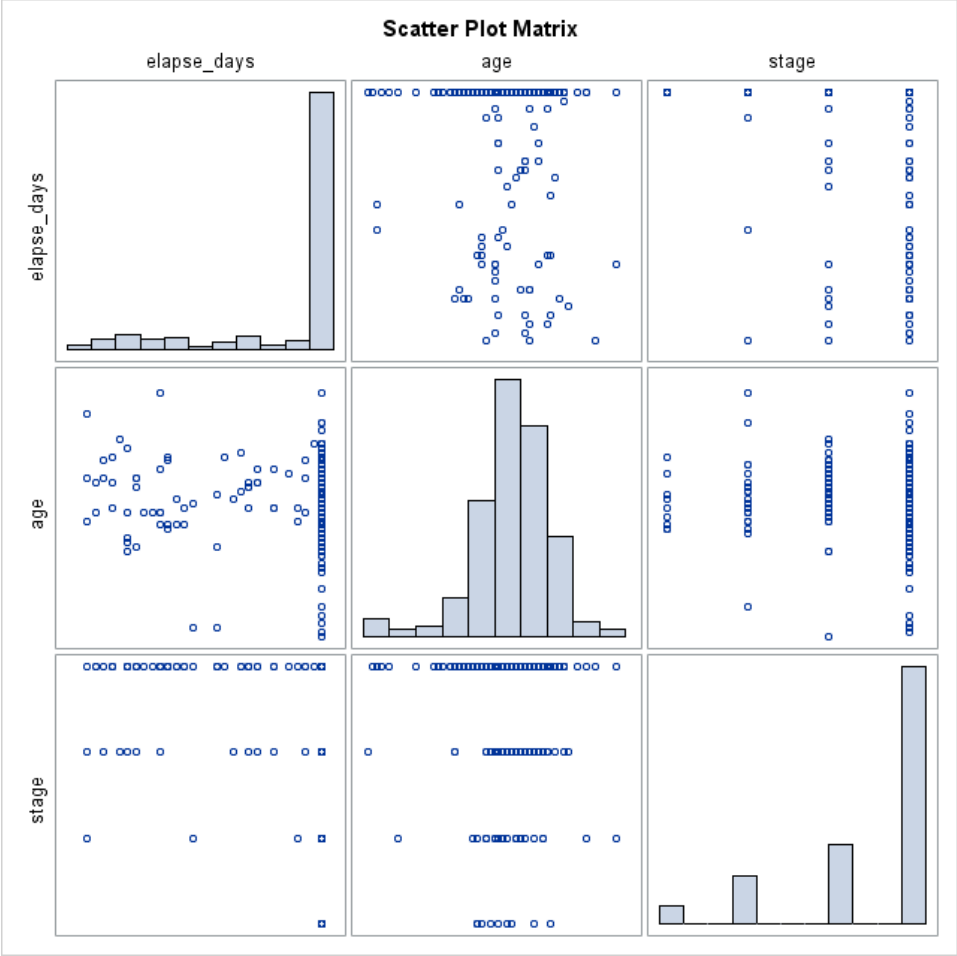 Scatter Plot Matrix
elapse_days
age
stage
elapse_days
age
stage